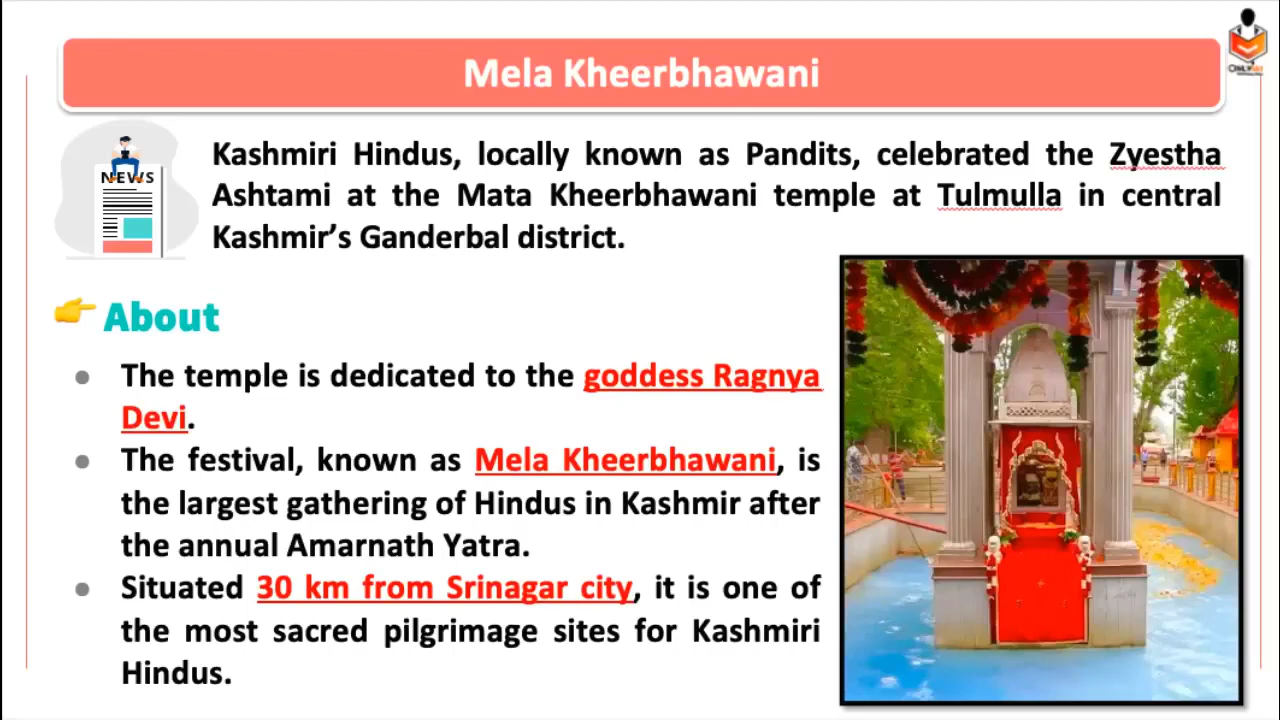 Mela Kheerbhawani
NEWS
Kashmiri Hindus, locally known as Pandits, celebrated the Zyestha
Ashtami at the Mata Kheerbhawani temple at Tulmulla in central
Kashmir’s Ganderbal district.
About
The temple is dedicated to the goddess Ragnya
Devi.
The festival, known as Mela Kheerbhawani, is
the largest gathering of Hindus in Kashmir after
the annual Amarnath Yatra.
Situated 30 km from Srinagar city, it is one of
the most sacred pilgrimage sites for Kashmiri
Hindus.